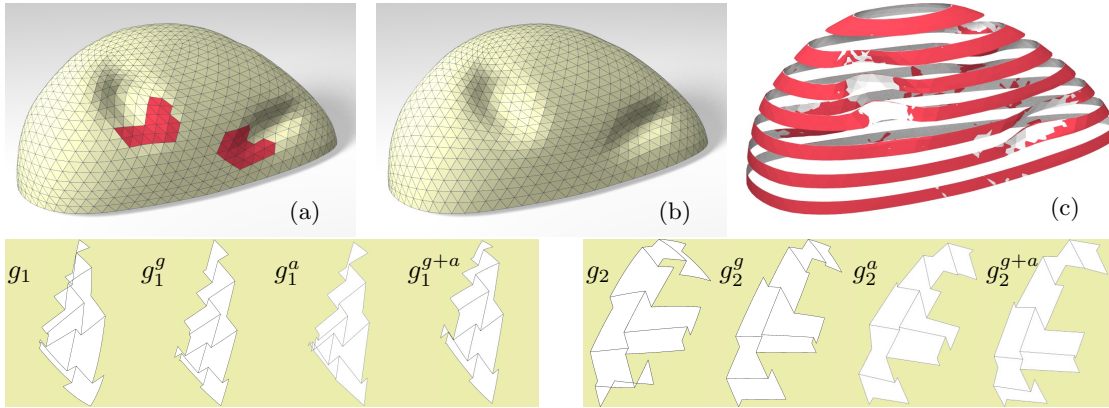 (a)
(b)
(c)
g₁ g₁^g g₁^a g₁^{g+a}
g₂ g₂^g g₂^a g₂^{g+a}